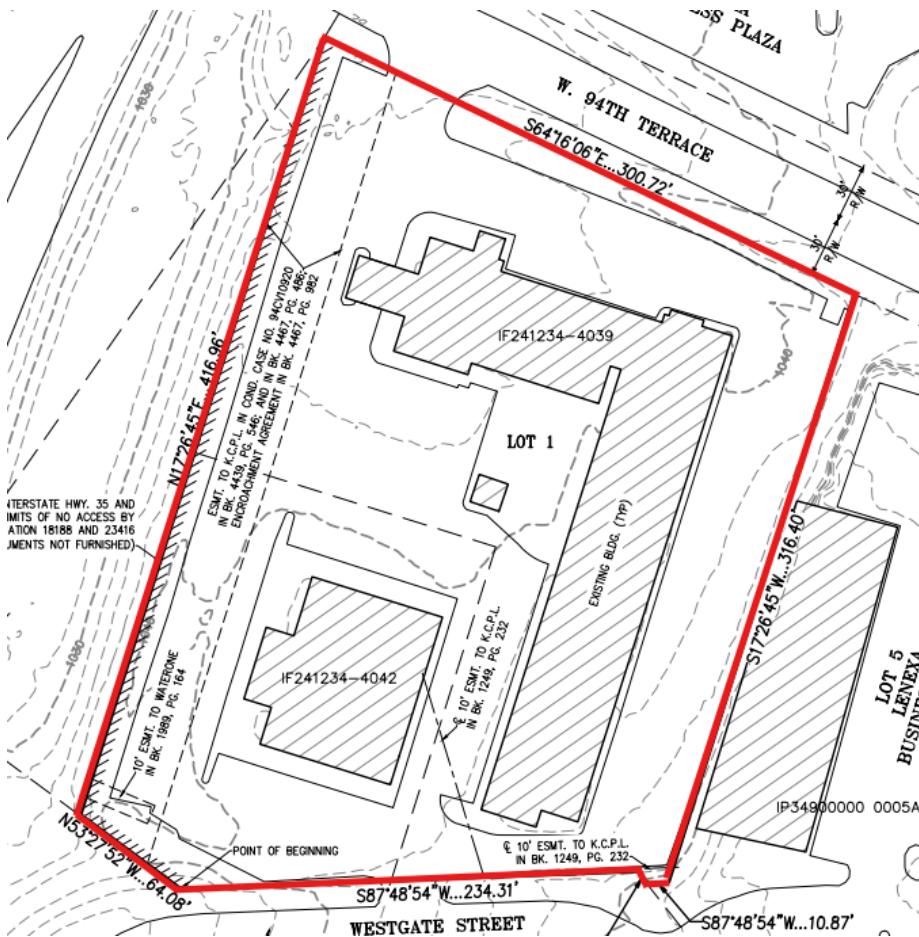 ESS PLAZA
W. 94TH TERRACE
S64°16'06"E...300.72'
30'
R/W
30'
R/W
1030
1040
IF241234-4039
ESMT. TO K.C.P.L. IN COND. CASE NO. 94CV10920
IN BK. 4439, PG. 546; AND IN BK. 4467, PG. 486;
ENCROACHMENT AGREEMENT IN BK. 4467, PG. 982
N17°26'45"E...416.96'
LOT 1
NTERSTATE HWY. 35 AND
IMITS OF NO ACCESS BY
ATION 18188 AND 23416
UMENTS NOT FURNISHED)
EXISTING BLDG. (TYP)
S17°26'45"W...316.40'
1030
1040
10' ESMT. TO WATERONE
IN BK. 1989, PG. 164
IF241234-4042
℄ 10' ESMT. TO K.C.P.L.
IN BK. 1249, PG. 232
LOT 5
LENEXA
BUSIN
IP34900000 0005A
N53°27'52"W...64.08'
POINT OF BEGINNING
℄ 10' ESMT. TO K.C.P.L.
IN BK. 1249, PG. 232
S87°48'54"W...234.31'
S87°48'54"W...10.87'
WESTGATE STREET